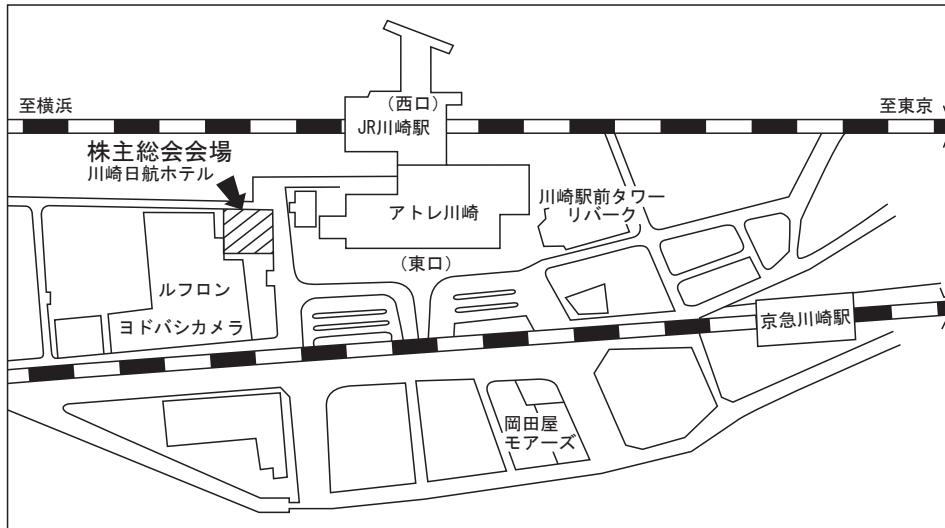 至横浜
(西口)
JR川崎駅
至東京
株主総会会場
川崎日航ホテル
アトレ川崎
川崎駅前タワー
リバーク
(東口)
ルフロン
ヨドバシカメラ
京急川崎駅
岡田屋
モアーズ